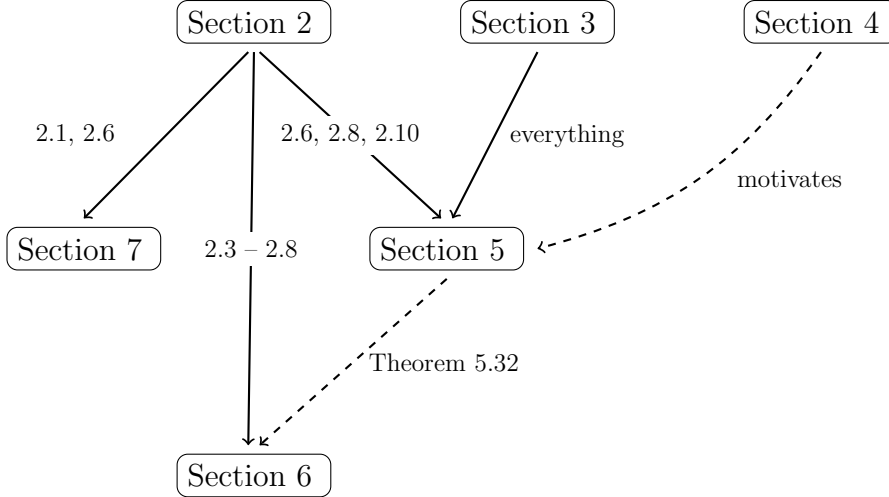 Section 2
Section 3
Section 4
2.1, 2.6
2.6, 2.8, 2.10
everything
motivates
Section 7
2.3 – 2.8
Section 5
Theorem 5.32
Section 6